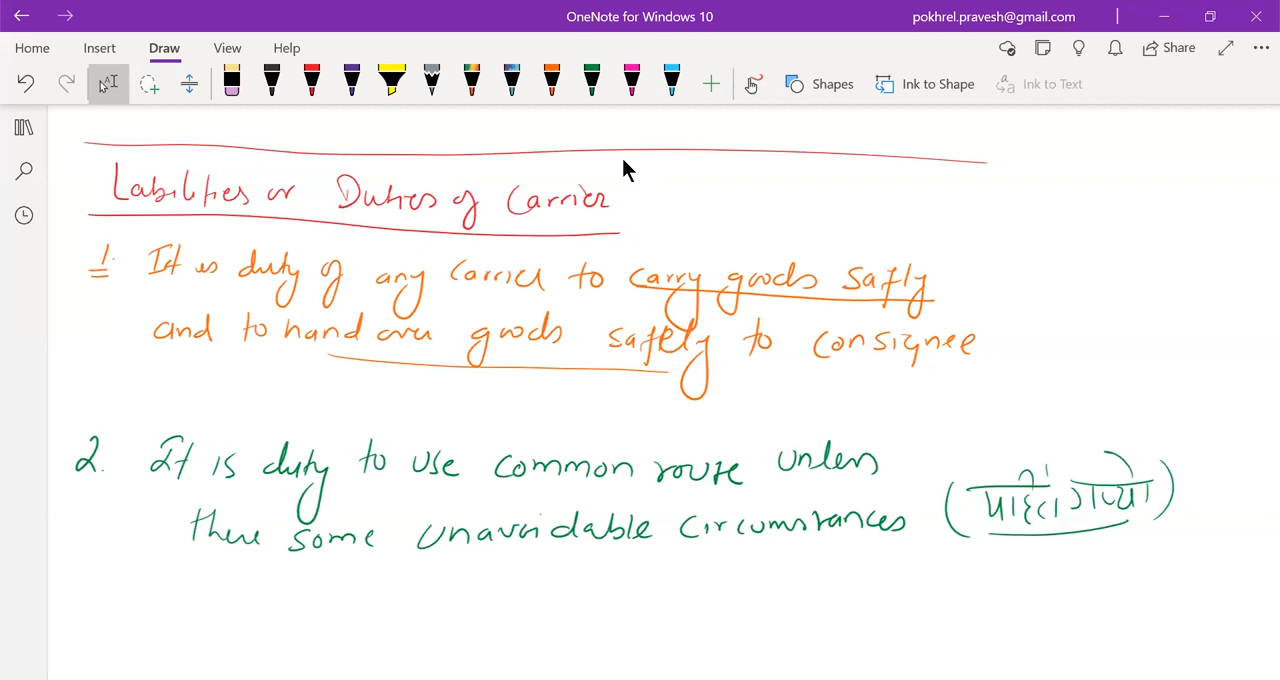 OneNote for Windows 10
pokhrel.pravesh@gmail.com
Home Insert Draw View Help
Share
Shapes Ink to Shape Ink to Text
Labilities or Duties of Carrier
1. It is duty of any carrier to carry goods safly
and to hand over goods safely to consignee
2. It is duty to use common route unless
there some unavoidable circumstances